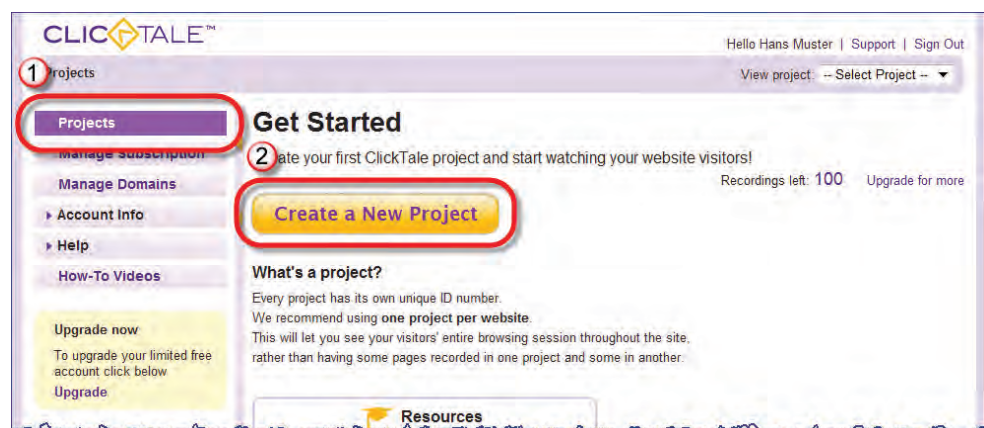 CLICKTALE™
Hello Hans Muster | Support | Sign Out
1 Projects
View project: -- Select Project --
Projects
Manage Subscription
Manage Domains
Account Info
Help
How-To Videos
Upgrade now
To upgrade your limited free
account click below
Upgrade
Get Started
2 ate your first ClickTale project and start watching your website visitors!
Recordings left: 100 Upgrade for more
Create a New Project
What's a project?
Every project has its own unique ID number.
We recommend using one project per website.
This will let you see your visitors' entire browsing session throughout the site,
rather than having some pages recorded in one project and some in another.
Resources